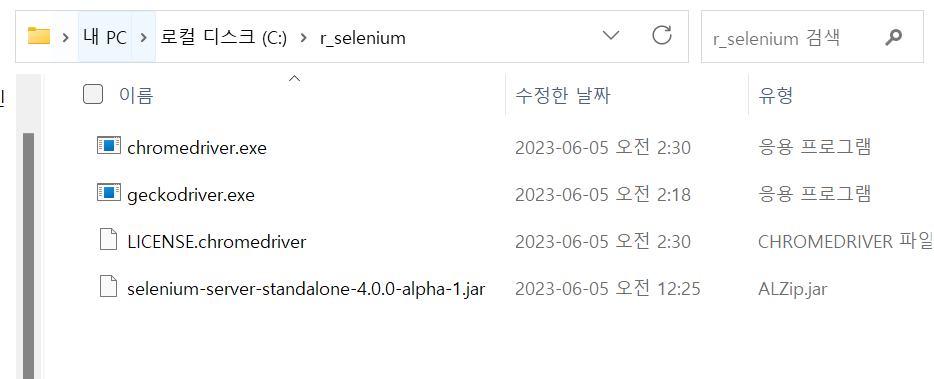 내 PC 로컬 디스크 (C:) r_selenium r_selenium 검색
이름 수정한 날짜 유형
chromedriver.exe 2023-06-05 오전 2:30 응용 프로그램
geckodriver.exe 2023-06-05 오전 2:18 응용 프로그램
LICENSE.chromedriver 2023-06-05 오전 2:30 CHROMEDRIVER 파일
selenium-server-standalone-4.0.0-alpha-1.jar 2023-06-05 오전 12:25 ALZip.jar